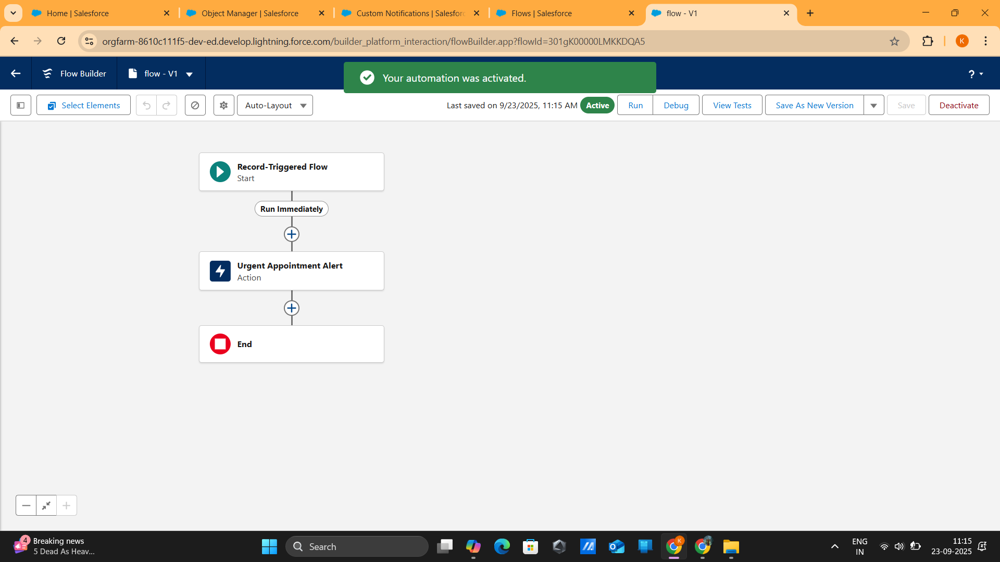 Home | Salesforce
Object Manager | Salesforce
Custom Notifications | Salesforc
Flows | Salesforce
flow - V1
orgfarm-8610c111f5-dev-ed.develop.lightning.force.com/builder_platform_interaction/flowBuilder.app?flowId=301gK00000LMKKDQA5
K
Flow Builder
flow - V1
Your automation was activated.
?
Select Elements
Auto-Layout
Last saved on 9/23/2025, 11:15 AM
Active
Run
Debug
View Tests
Save As New Version
Save
Deactivate
Record-Triggered Flow
Start
Run Immediately
Urgent Appointment Alert
Action
End
4
Breaking news
5 Dead As Heav...
Search
K
ENG
IN
11:15
23-09-2025